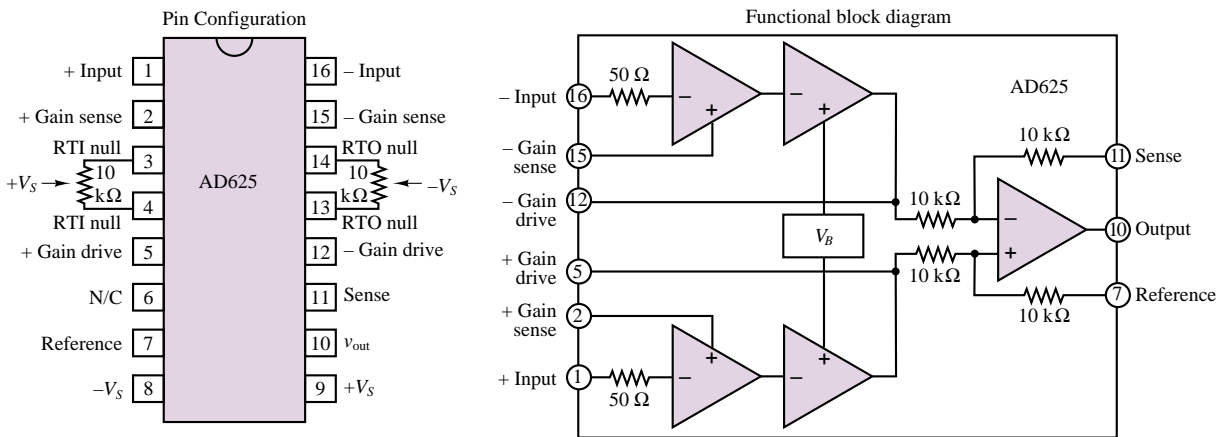 Pin Configuration
+ Input 1 16 – Input
+ Gain sense 2 15 – Gain sense
RTI null 3 14 RTO null
+V_S 10 kΩ AD625 10 kΩ –V_S
RTI null 4 13 RTO null
+ Gain drive 5 12 – Gain drive
N/C 6 11 Sense
Reference 7 10 v_out
–V_S 8 9 +V_S
Functional block diagram
AD625
50 Ω
– Input 16
– +
–
+
– Gain sense 15
– Gain drive 12
10 kΩ
11 Sense
10 kΩ
–
V_B
10 Output
+
+ Gain drive 5
10 kΩ
+ Gain sense 2
10 kΩ
7 Reference
+
–
+
–
+ Input 1
50 Ω